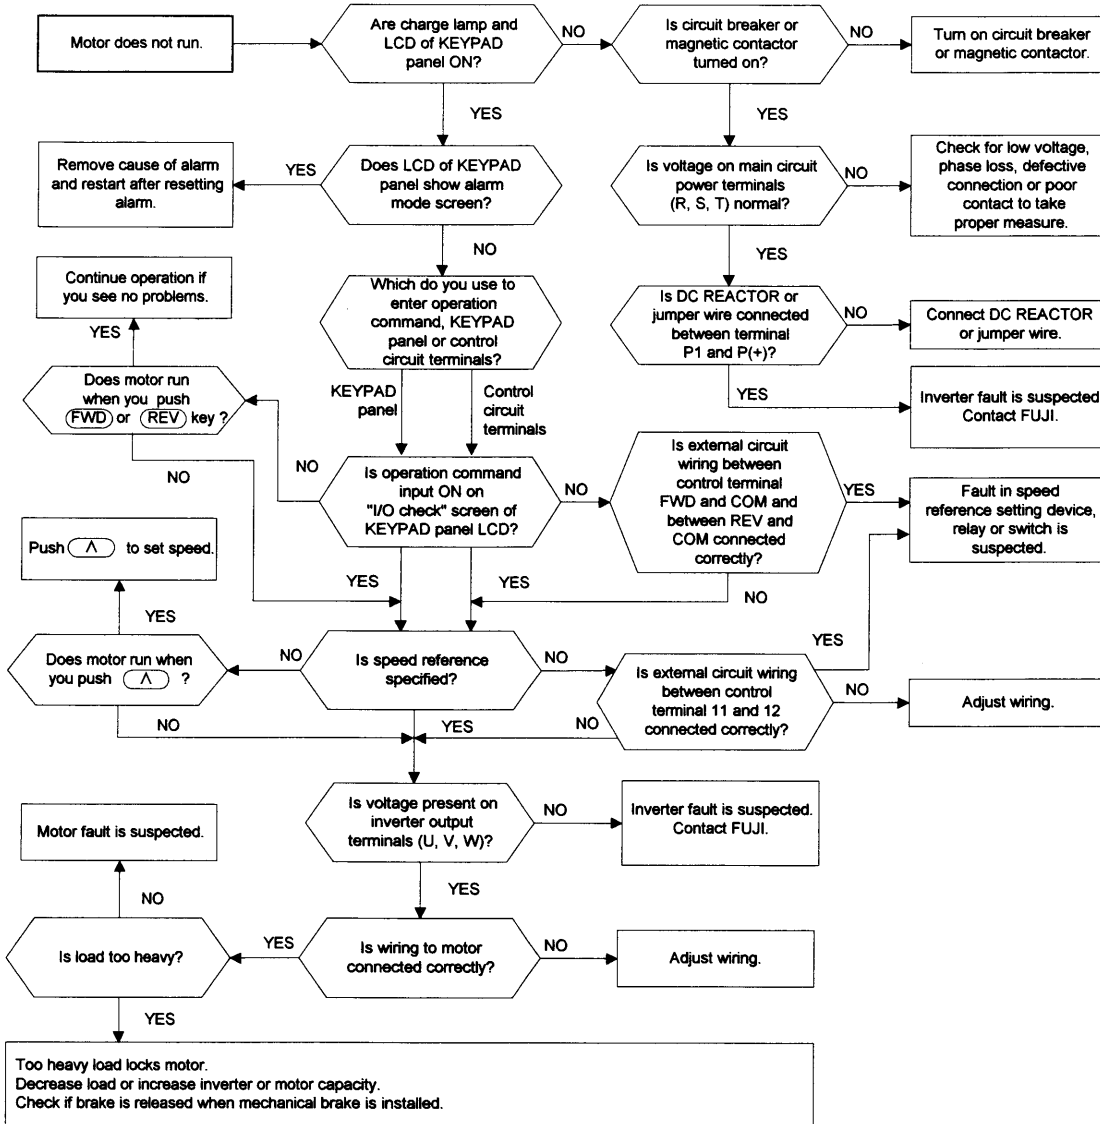 Motor does not run.
Are charge lamp and
LCD of KEYPAD
panel ON?
NO
Is circuit breaker or
magnetic contactor
turned on?
NO
Turn on circuit breaker
or magnetic contactor.
YES
YES
Remove cause of alarm
and restart after resetting
alarm.
YES
Does LCD of KEYPAD
panel show alarm
mode screen?
Is voltage on main circuit
power terminals
(R, S, T) normal?
NO
Check for low voltage,
phase loss, defective
connection or poor
contact to take
proper measure.
NO
YES
Continue operation if
you see no problems.
Which do you use to
enter operation
command, KEYPAD
panel or control
circuit terminals?
Is DC REACTOR or
jumper wire connected
between terminal
P1 and P(+)?
NO
Connect DC REACTOR
or jumper wire.
YES
Does motor run
when you push
FWD or REV key ?
KEYPAD
panel
Control
circuit
terminals
YES
Inverter fault is suspected
Contact FUJI.
NO
NO
Is operation command
input ON on
"I/O check" screen of
KEYPAD panel LCD?
NO
Is external circuit
wiring between
control terminal
FWD and COM and
between REV and
COM connected
correctly?
YES
Fault in speed
reference setting device,
relay or switch is
suspected.
Push ∧ to set speed.
YES
YES
NO
YES
Does motor run when
you push ∧ ?
NO
Is speed reference
specified?
NO
YES
Is external circuit wiring
between control
terminal 11 and 12
connected correctly?
NO
Adjust wiring.
NO
YES
NO
Motor fault is suspected.
Is voltage present on
inverter output
terminals (U, V, W)?
NO
Inverter fault is suspected.
Contact FUJI.
NO
YES
Is load too heavy?
YES
Is wiring to motor
connected correctly?
NO
Adjust wiring.
YES
Too heavy load locks motor.
Decrease load or increase inverter or motor capacity.
Check if brake is released when mechanical brake is installed.